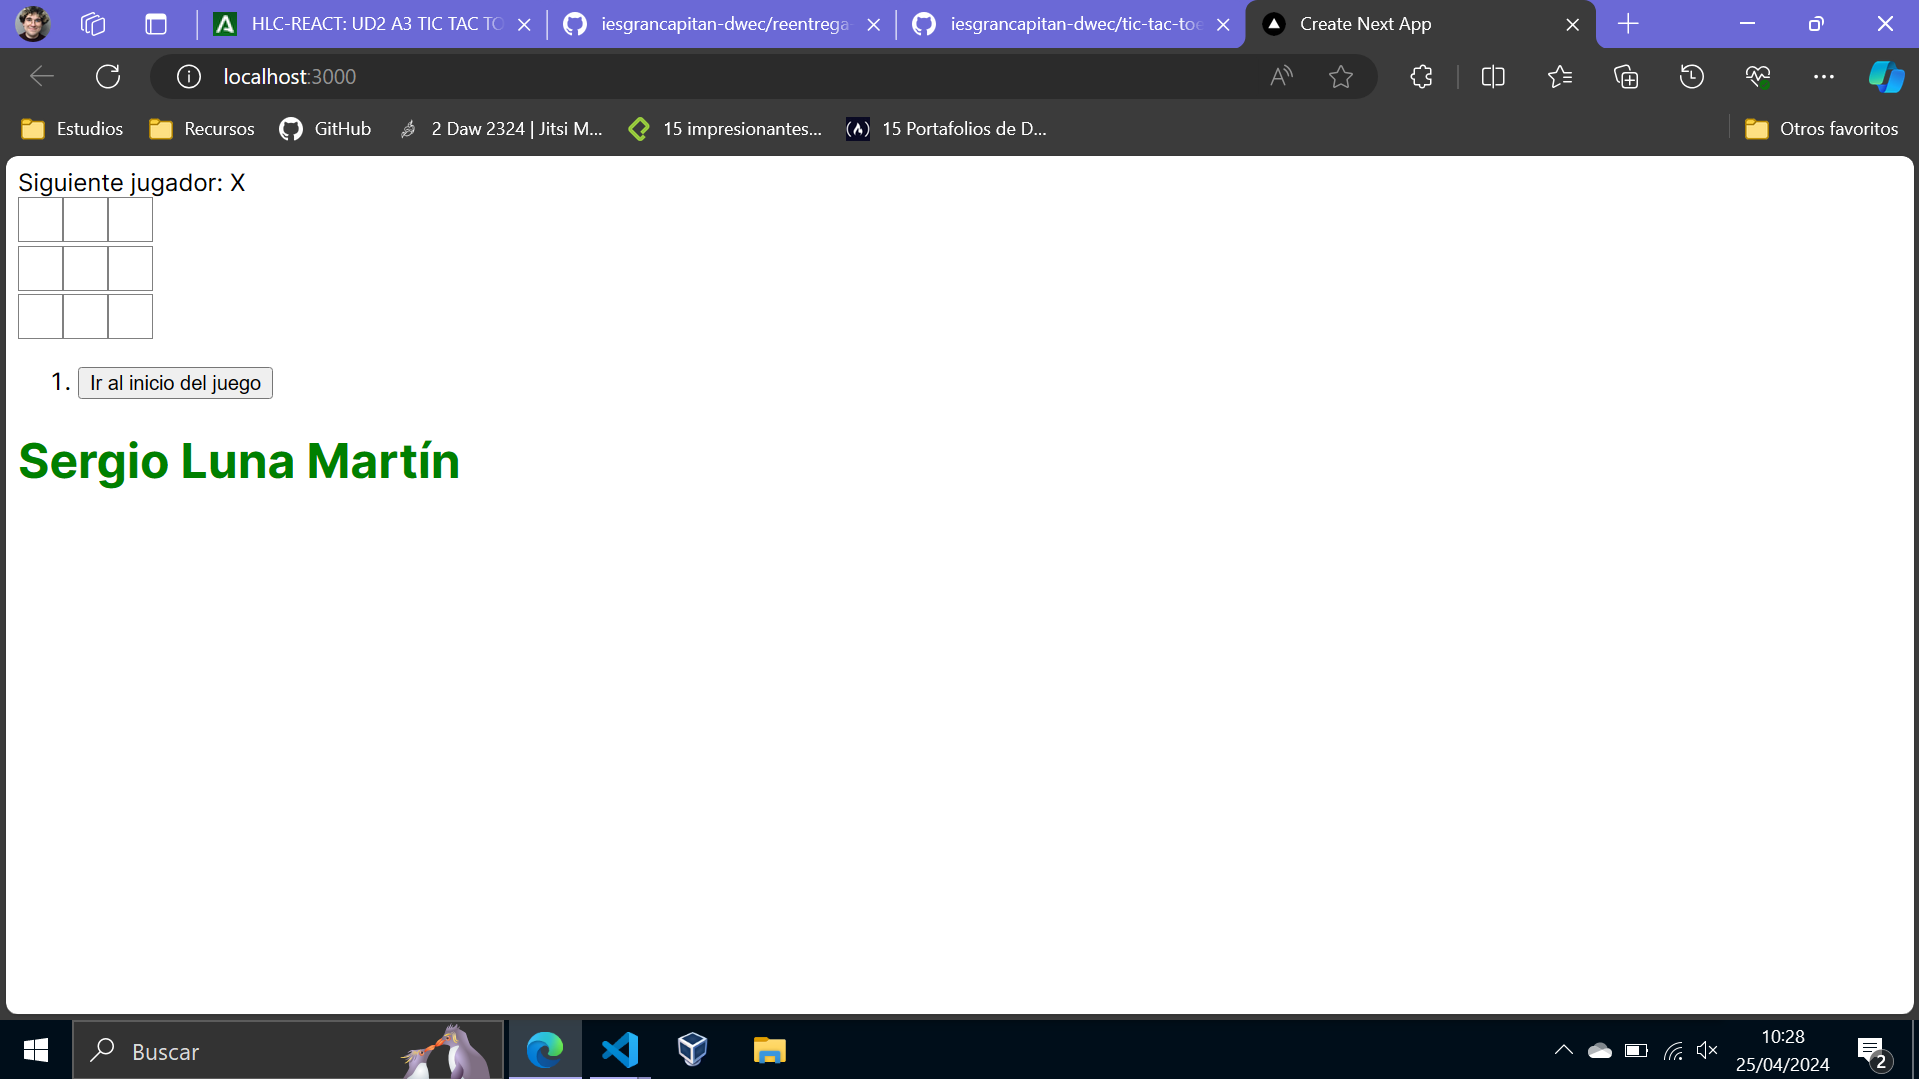 HLC-REACT: UD2 A3 TIC TAC TO
iesgrancapitan-dwec/reentrega-
iesgrancapitan-dwec/tic-tac-toe
Create Next App
localhost:3000
Estudios
Recursos
GitHub
2 Daw 2324 | Jitsi M...
15 impresionantes...
15 Portafolios de D...
Otros favoritos
Siguiente jugador: X
1. Ir al inicio del juego
Sergio Luna Martín
Buscar
10:28
25/04/2024
2